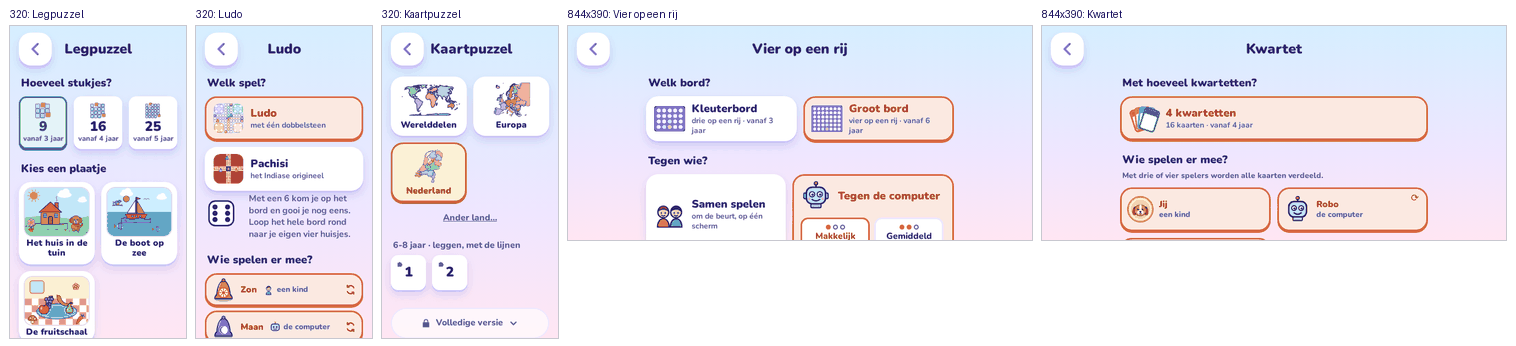 320: Legpuzzel
Legpuzzel
Hoeveel stukjes?
9
vanaf 3 jaar
16
vanaf 4 jaar
25
vanaf 5 jaar
Kies een plaatje
Het huis in de
tuin
De boot op
zee
De fruitschaal
320: Ludo
Ludo
Welk spel?
Ludo
met één dobbelsteen
Pachisi
het Indiase origineel
Met een 6 kom je op het
bord en gooi je nog eens.
Loop het hele bord rond
naar je eigen vier huisjes.
Wie spelen er mee?
Zon een kind
Maan de computer
320: Kaartpuzzel
Kaartpuzzel
Werelddelen
Europa
Nederland
Ander land...
6-8 jaar · leggen, met de lijnen
1
2
Volledige versie
844x390: Vier op een rij
Vier op een rij
Welk bord?
Kleuterbord
drie op een rij · vanaf 3
jaar
Groot bord
vier op een rij · vanaf 6
jaar
Tegen wie?
Samen spelen
om de beurt, op één
scherm
Tegen de computer
Makkelijk
Gemiddeld
844x390: Kwartet
Kwartet
Met hoeveel kwartetten?
4 kwartetten
16 kaarten · vanaf 4 jaar
Wie spelen er mee?
Met drie of vier spelers worden alle kaarten verdeeld.
Jij
een kind
Robo
de computer